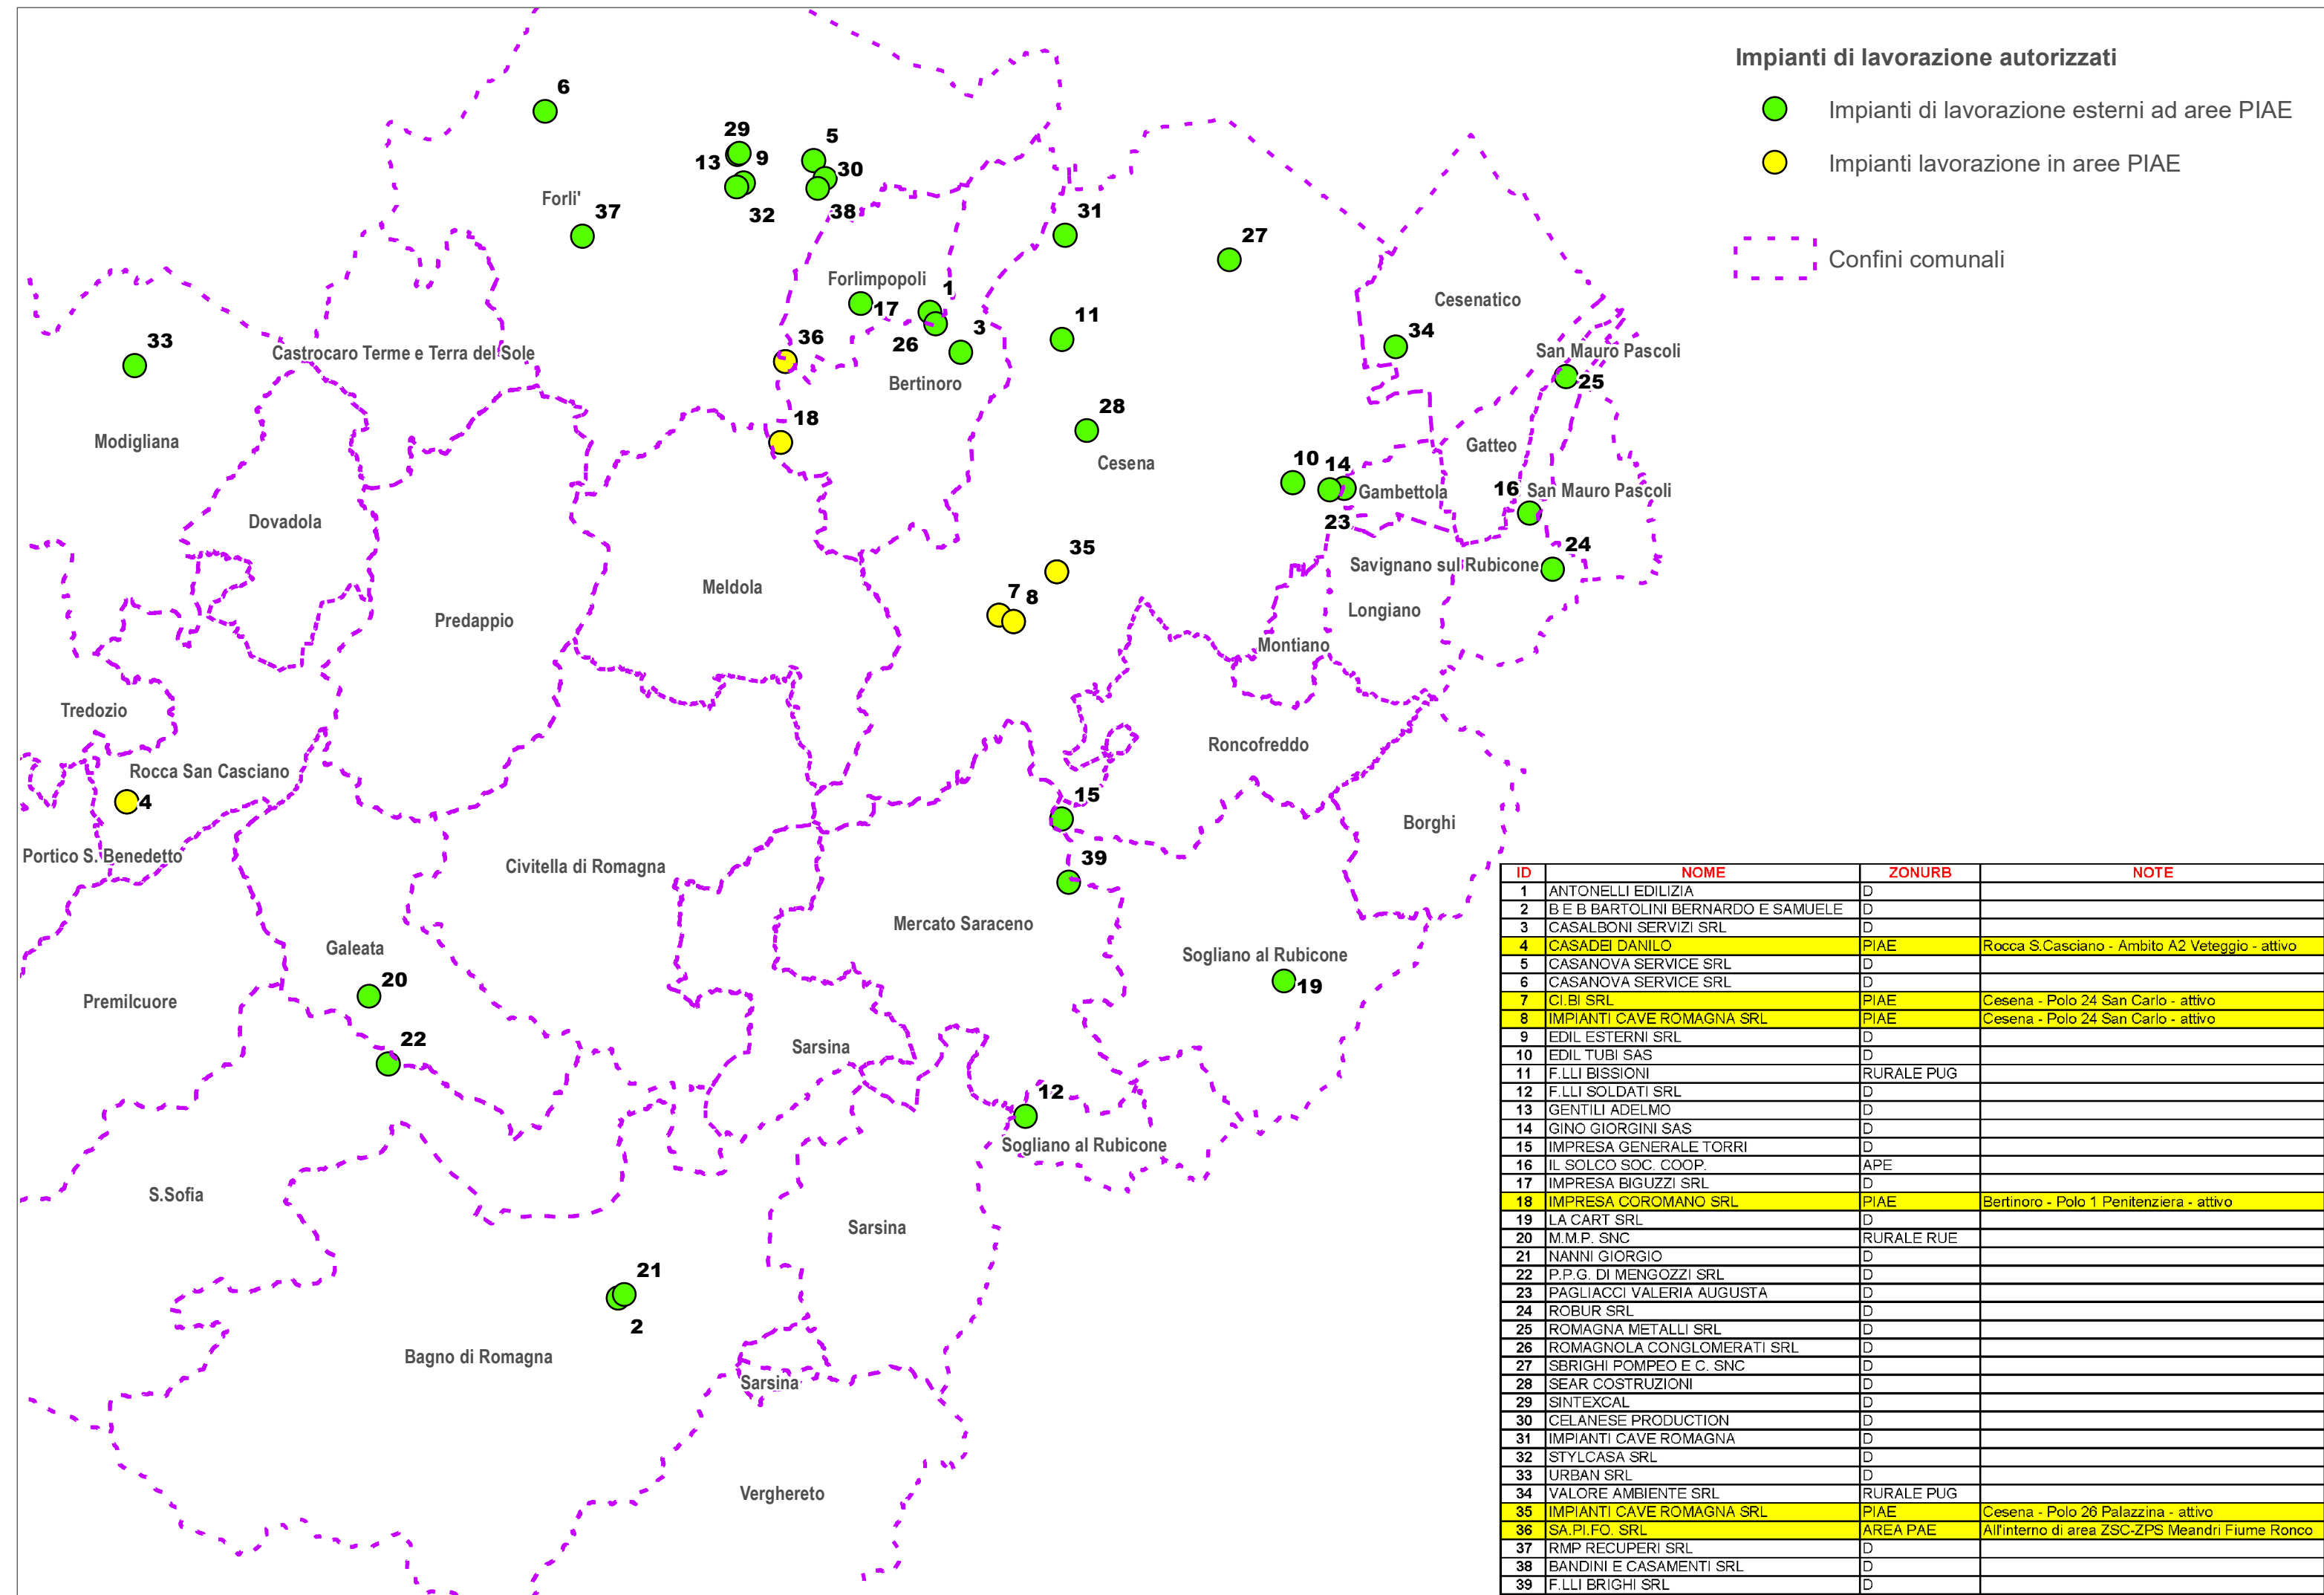 Impianti di lavorazione autorizzati
Impianti di lavorazione esterni ad aree PIAE
Impianti lavorazione in aree PIAE
Confini comunali
6
29
5
13
9
30
Forli'
37
32
38
31
27
Forlimpopoli
1
Cesenatico
17
11
34
33
36
26
3
Castrocaro Terme e Terra del Sole
San Mauro Pascoli
25
Bertinoro
28
18
Modigliana
Gatteo
Cesena
10
14
16
San Mauro Pascoli
Gambettola
Dovadola
23
35
24
Savignano sul Rubicone
Meldola
7
8
Longiano
Predappio
Montiano
Tredozio
Roncofreddo
Rocca San Casciano
4
15
Borghi
Portico S. Benedetto
39
Civitella di Romagna
Mercato Saraceno
Galeata
Sogliano al Rubicone
20
19
Premilcuore
22
Sarsina
12
Sogliano al Rubicone
S.Sofia
Sarsina
21
2
Bagno di Romagna
Sarsina
Verghereto
ID NOME ZONURB NOTE
1 ANTONELLI EDILIZIA D
2 B E B BARTOLINI BERNARDO E SAMUELE D
3 CASALBONI SERVIZI SRL D
4 CASADEI DANILO PIAE Rocca S.Casciano - Ambito A2 Veteggio - attivo
5 CASANOVA SERVICE SRL D
6 CASANOVA SERVICE SRL D
7 CI.BI SRL PIAE Cesena - Polo 24 San Carlo - attivo
8 IMPIANTI CAVE ROMAGNA SRL PIAE Cesena - Polo 24 San Carlo - attivo
9 EDIL ESTERNI SRL D
10 EDIL TUBI SAS D
11 F.LLI BISSIONI RURALE PUG
12 F.LLI SOLDATI SRL D
13 GENTILI ADELMO D
14 GINO GIORGINI SAS D
15 IMPRESA GENERALE TORRI D
16 IL SOLCO SOC. COOP. APE
17 IMPRESA BIGUZZI SRL D
18 IMPRESA COROMANO SRL PIAE Bertinoro - Polo 1 Penitenziera - attivo
19 LA CART SRL D
20 M.M.P. SNC RURALE RUE
21 NANNI GIORGIO D
22 P.P.G. DI MENGOZZI SRL D
23 PAGLIACCI VALERIA AUGUSTA D
24 ROBUR SRL D
25 ROMAGNA METALLI SRL D
26 ROMAGNOLA CONGLOMERATI SRL D
27 SBRIGHI POMPEO E C. SNC D
28 SEAR COSTRUZIONI D
29 SINTEXCAL D
30 CELANESE PRODUCTION D
31 IMPIANTI CAVE ROMAGNA D
32 STYLCASA SRL D
33 URBAN SRL D
34 VALORE AMBIENTE SRL RURALE PUG
35 IMPIANTI CAVE ROMAGNA SRL PIAE Cesena - Polo 26 Palazzina - attivo
36 SA.PI.FO. SRL AREA PAE All'interno di area ZSC-ZPS Meandri Fiume Ronco
37 RMP RECUPERI SRL D
38 BANDINI E CASAMENTI SRL D
39 F.LLI BRIGHI SRL D